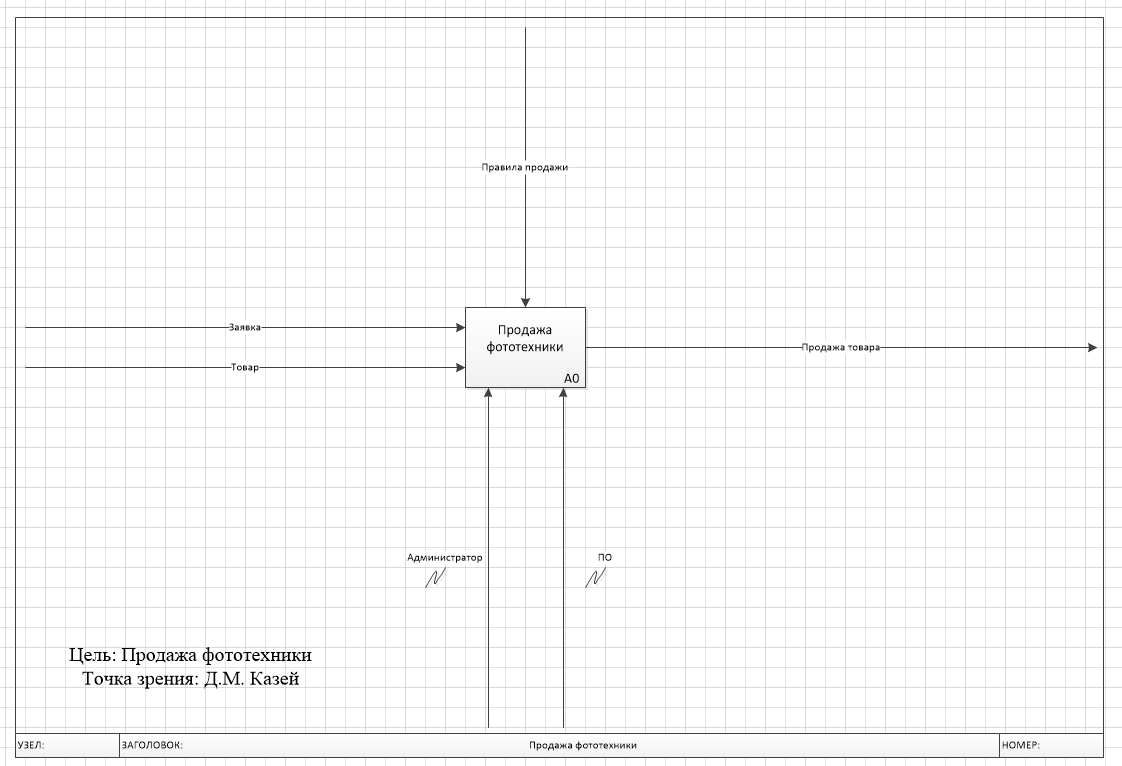 Правила продажи
Заявка
Товар
Продажа
фототехники
A0
Продажа товара
Администратор
ПО
Цель: Продажа фототехники
Точка зрения: Д.М. Казей
УЗЕЛ:
ЗАГОЛОВОК:
Продажа фототехники
НОМЕР: